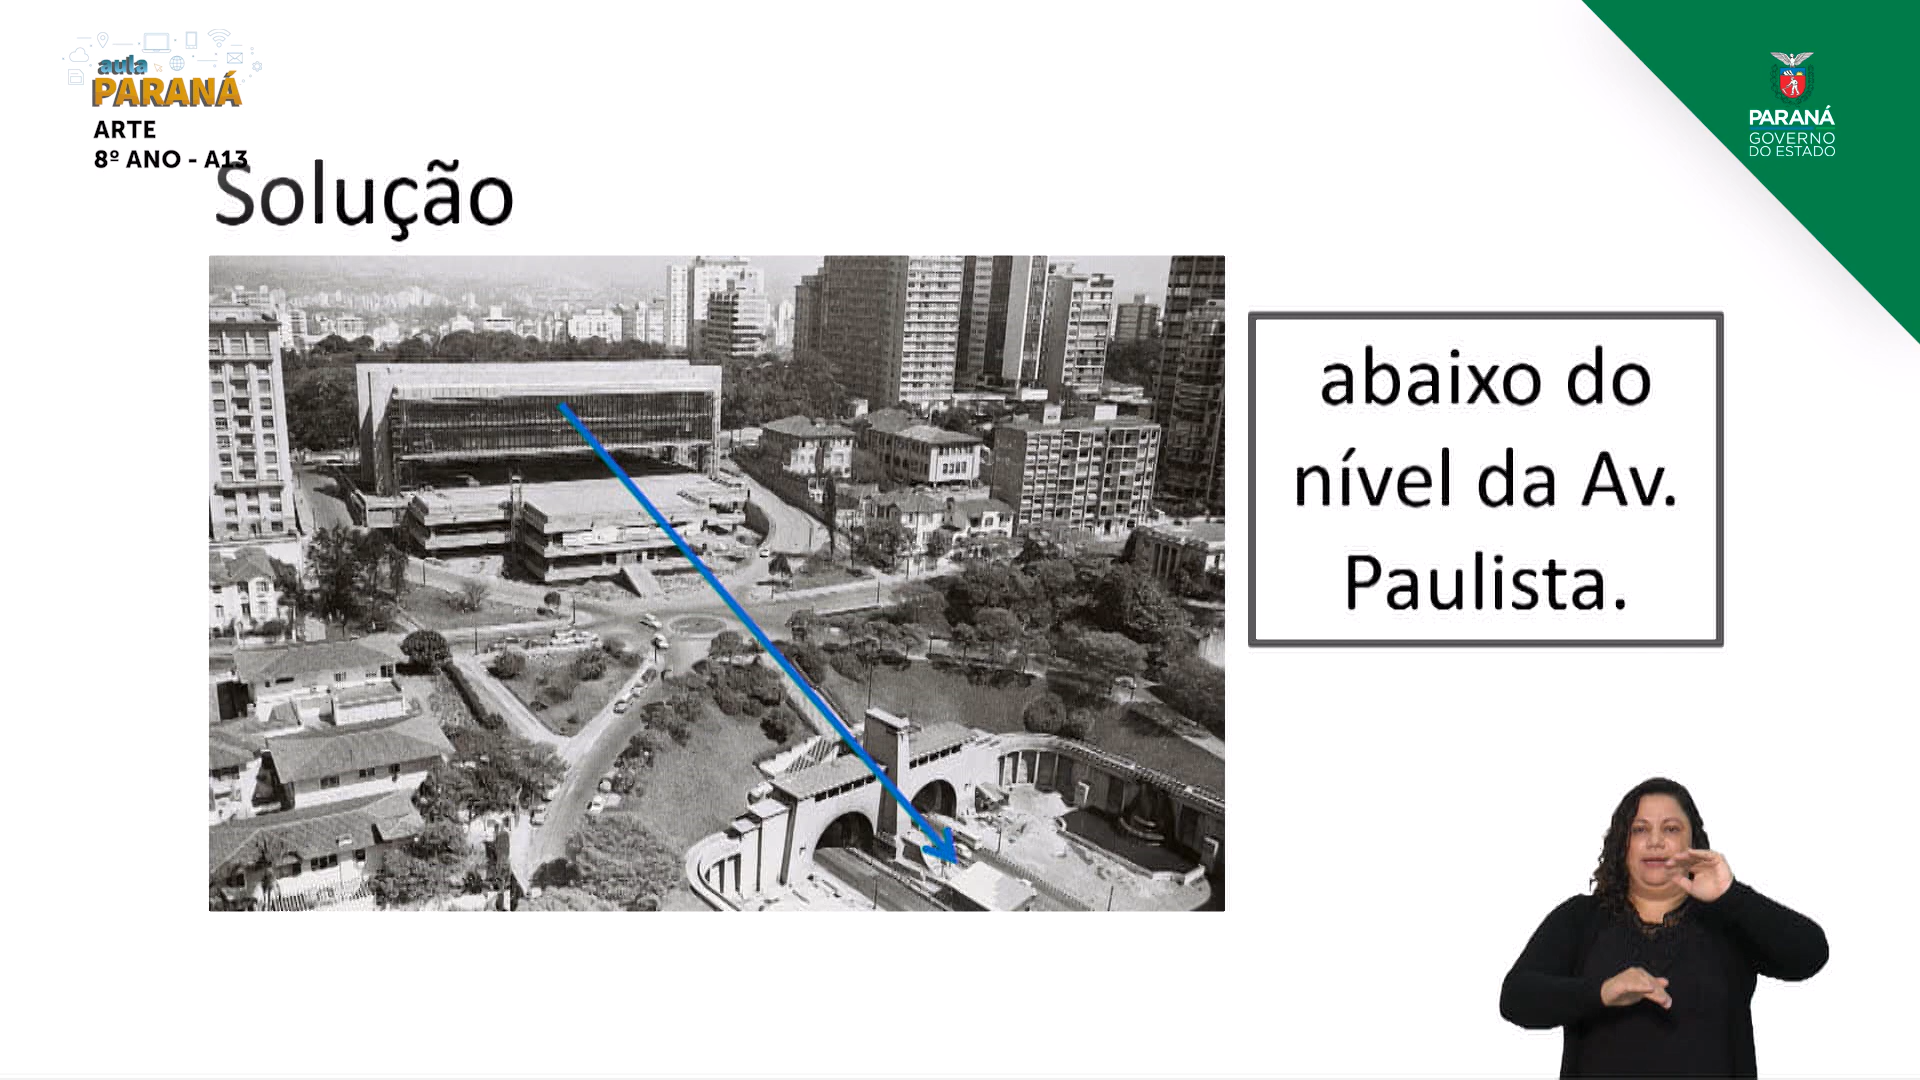 aula
PARANÁ
ARTE
8º ANO - A13
PARANÁ
GOVERNO
DO ESTADO
Solução
abaixo do
nível da Av.
Paulista.